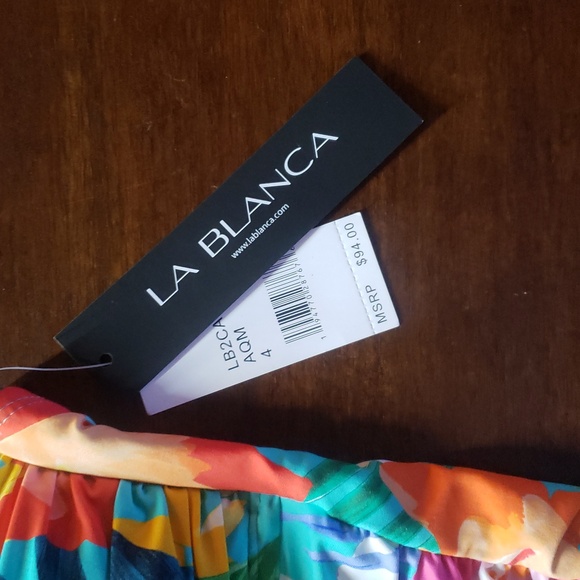 LA BLANCA
www.lablanca.com
LB2CA
AQM
4
MSRP $94.00